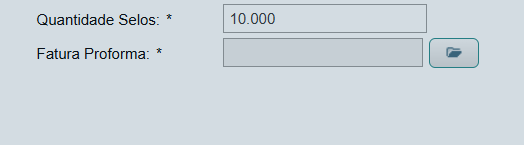 Quantidade Selos: * 10.000
Fatura Proforma: *